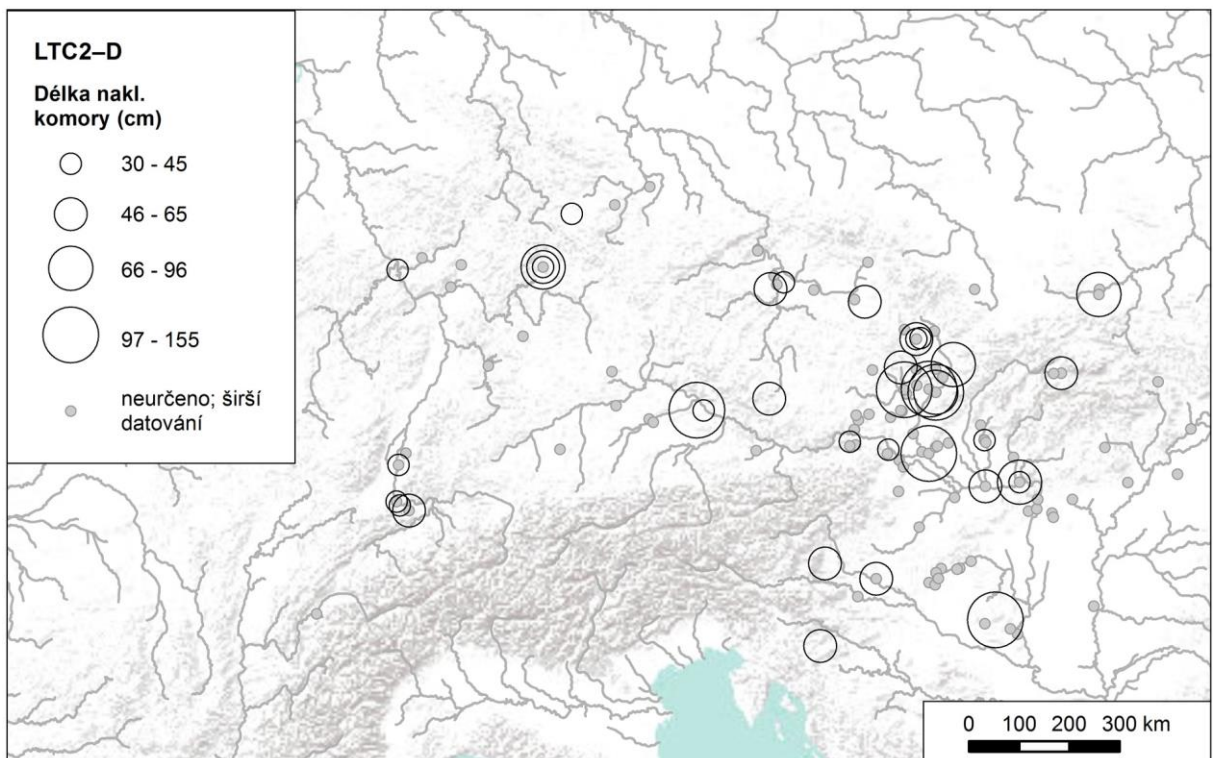 LTC2–D
Délka nakl.
komory (cm)
30 - 45
46 - 65
66 - 96
97 - 155
neurčeno; širší
datování
0 100 200 300 km